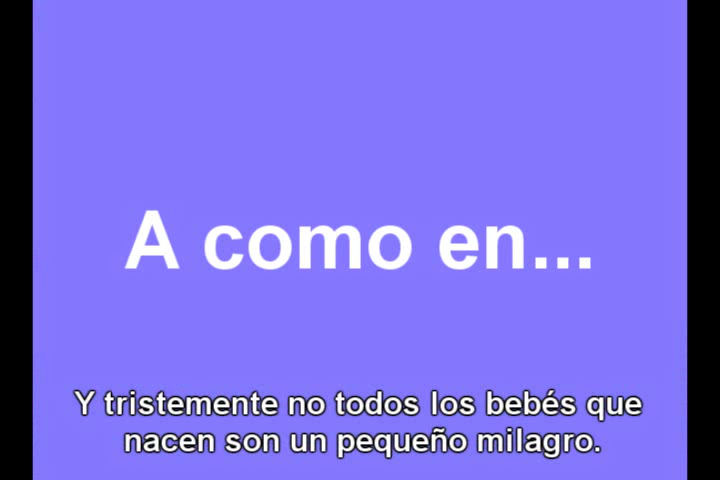 A como en...
Y tristemente no todos los bebés que
nacen son un pequeño milagro.